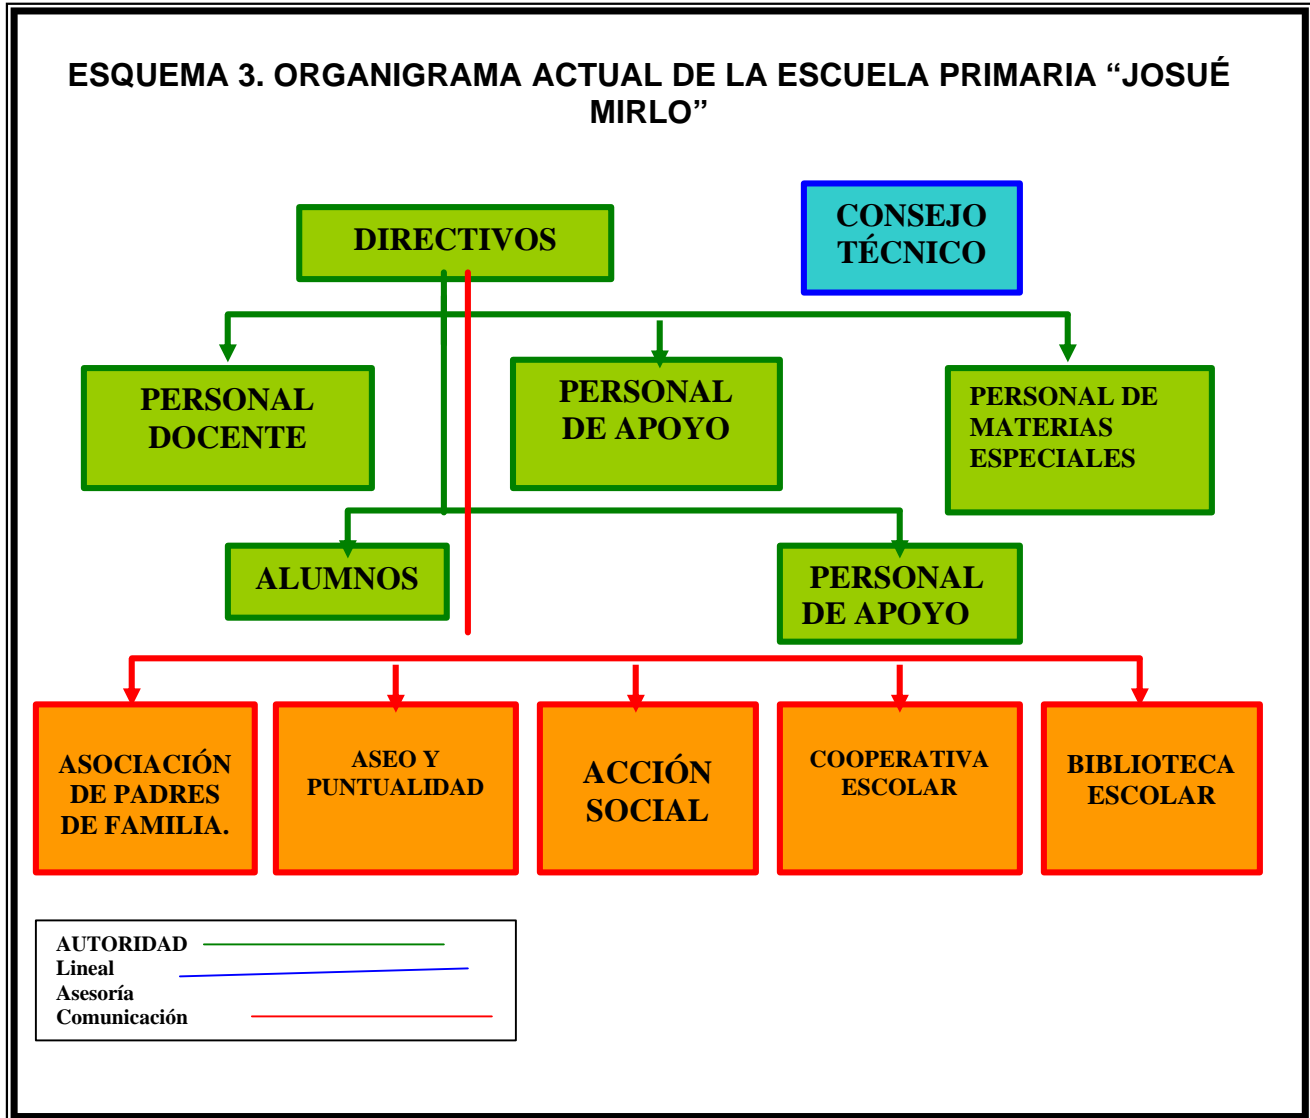 ESQUEMA 3. ORGANIGRAMA ACTUAL DE LA ESCUELA PRIMARIA “JOSUÉ
MIRLO”
DIRECTIVOS
CONSEJO
TÉCNICO
PERSONAL
DOCENTE
PERSONAL
DE APOYO
PERSONAL DE
MATERIAS
ESPECIALES
ALUMNOS
PERSONAL
DE APOYO
ASOCIACIÓN
DE PADRES
DE FAMILIA.
ASEO Y
PUNTUALIDAD
ACCIÓN
SOCIAL
COOPERATIVA
ESCOLAR
BIBLIOTECA
ESCOLAR
AUTORIDAD
Lineal
Asesoría
Comunicación